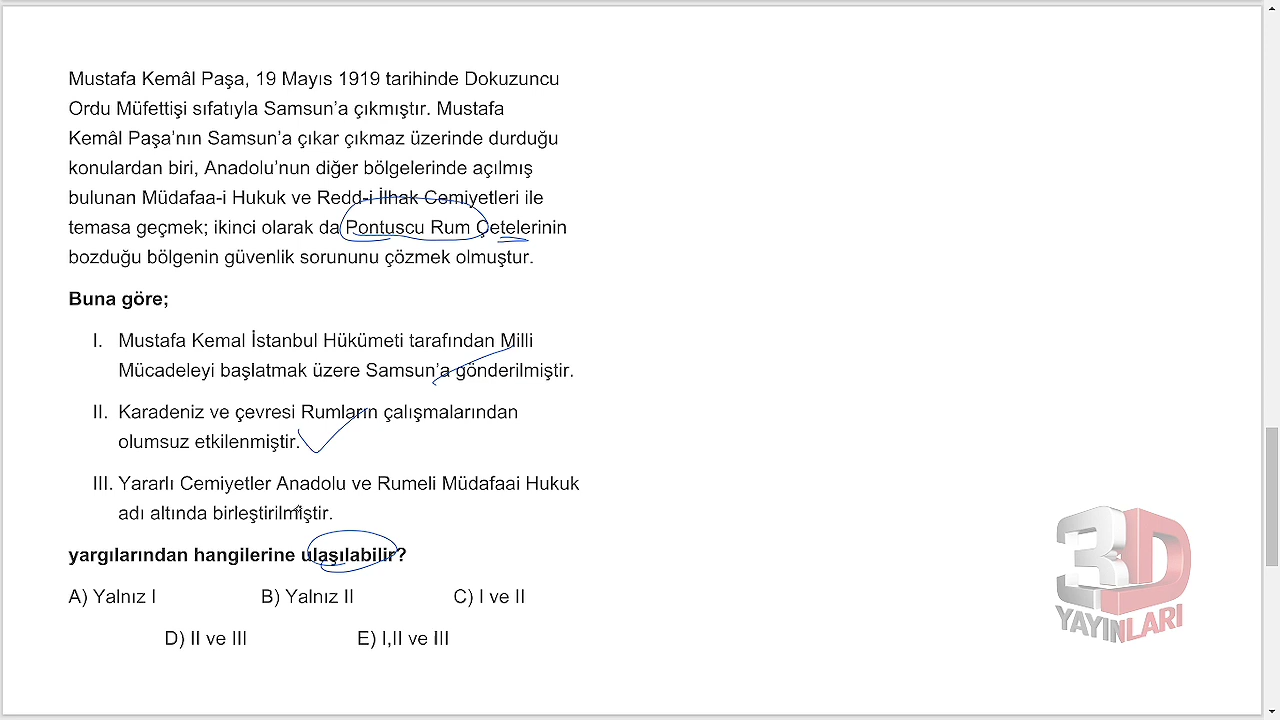 Mustafa Kemâl Paşa, 19 Mayıs 1919 tarihinde Dokuzuncu
Ordu Müfettişi sıfatıyla Samsun'a çıkmıştır. Mustafa
Kemâl Paşa'nın Samsun'a çıkar çıkmaz üzerinde durduğu
konulardan biri, Anadolu'nun diğer bölgelerinde açılmış
bulunan Müdafaa-i Hukuk ve Redd-i İlhak Cemiyetleri ile
temasa geçmek; ikinci olarak da Pontuscu Rum Çetelerinin
bozduğu bölgenin güvenlik sorununu çözmek olmuştur.
Buna göre;
I. Mustafa Kemal İstanbul Hükümeti tarafından Milli
Mücadeleyi başlatmak üzere Samsun'a gönderilmiştir.
II. Karadeniz ve çevresi Rumların çalışmalarından
olumsuz etkilenmiştir.
III. Yararlı Cemiyetler Anadolu ve Rumeli Müdafaai Hukuk
adı altında birleştirilmiştir.
yargılarından hangilerine ulaşılabilir?
A) Yalnız I B) Yalnız II C) I ve II
D) II ve III E) I,II ve III
3D
YAYINLARI